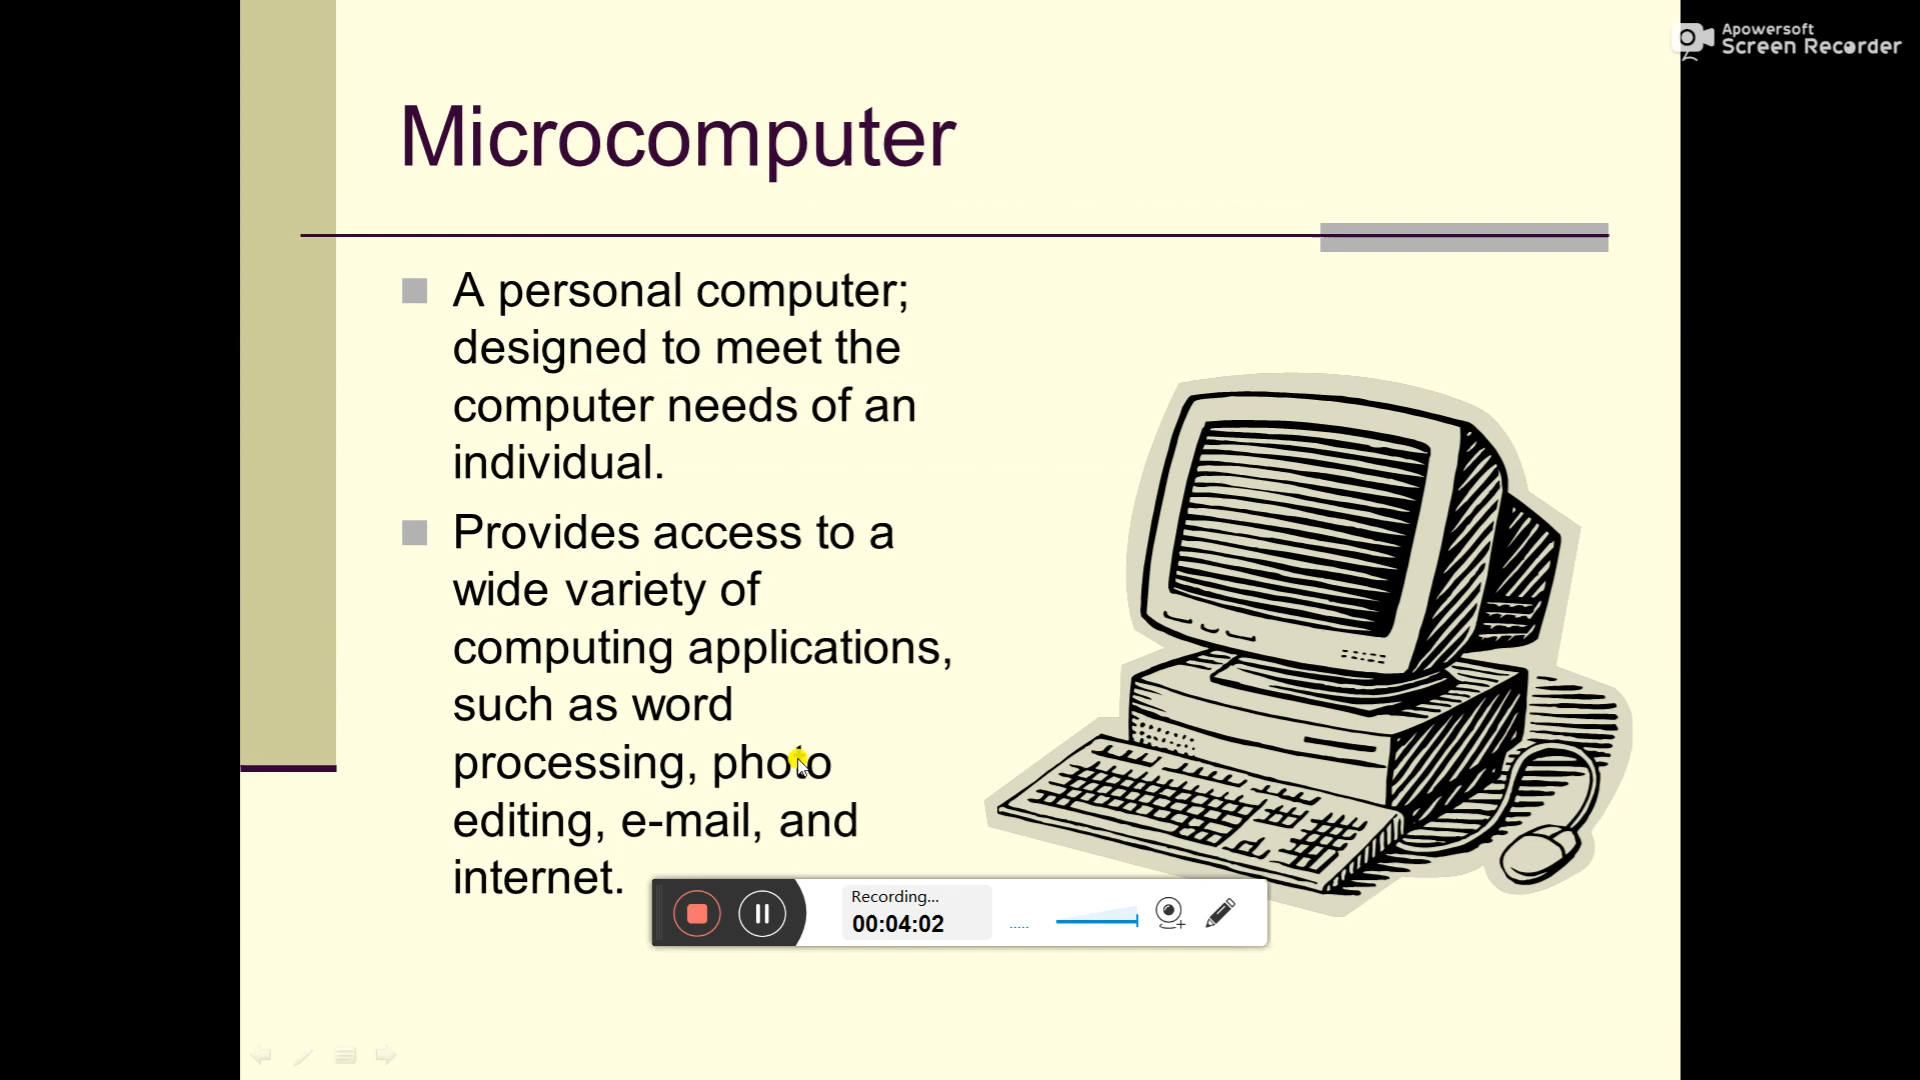 Apowersoft
Screen Recorder
Microcomputer
A personal computer;
designed to meet the
computer needs of an
individual.
Provides access to a
wide variety of
computing applications,
such as word
processing, photo
editing, e-mail, and
internet.
Recording...
00:04:02